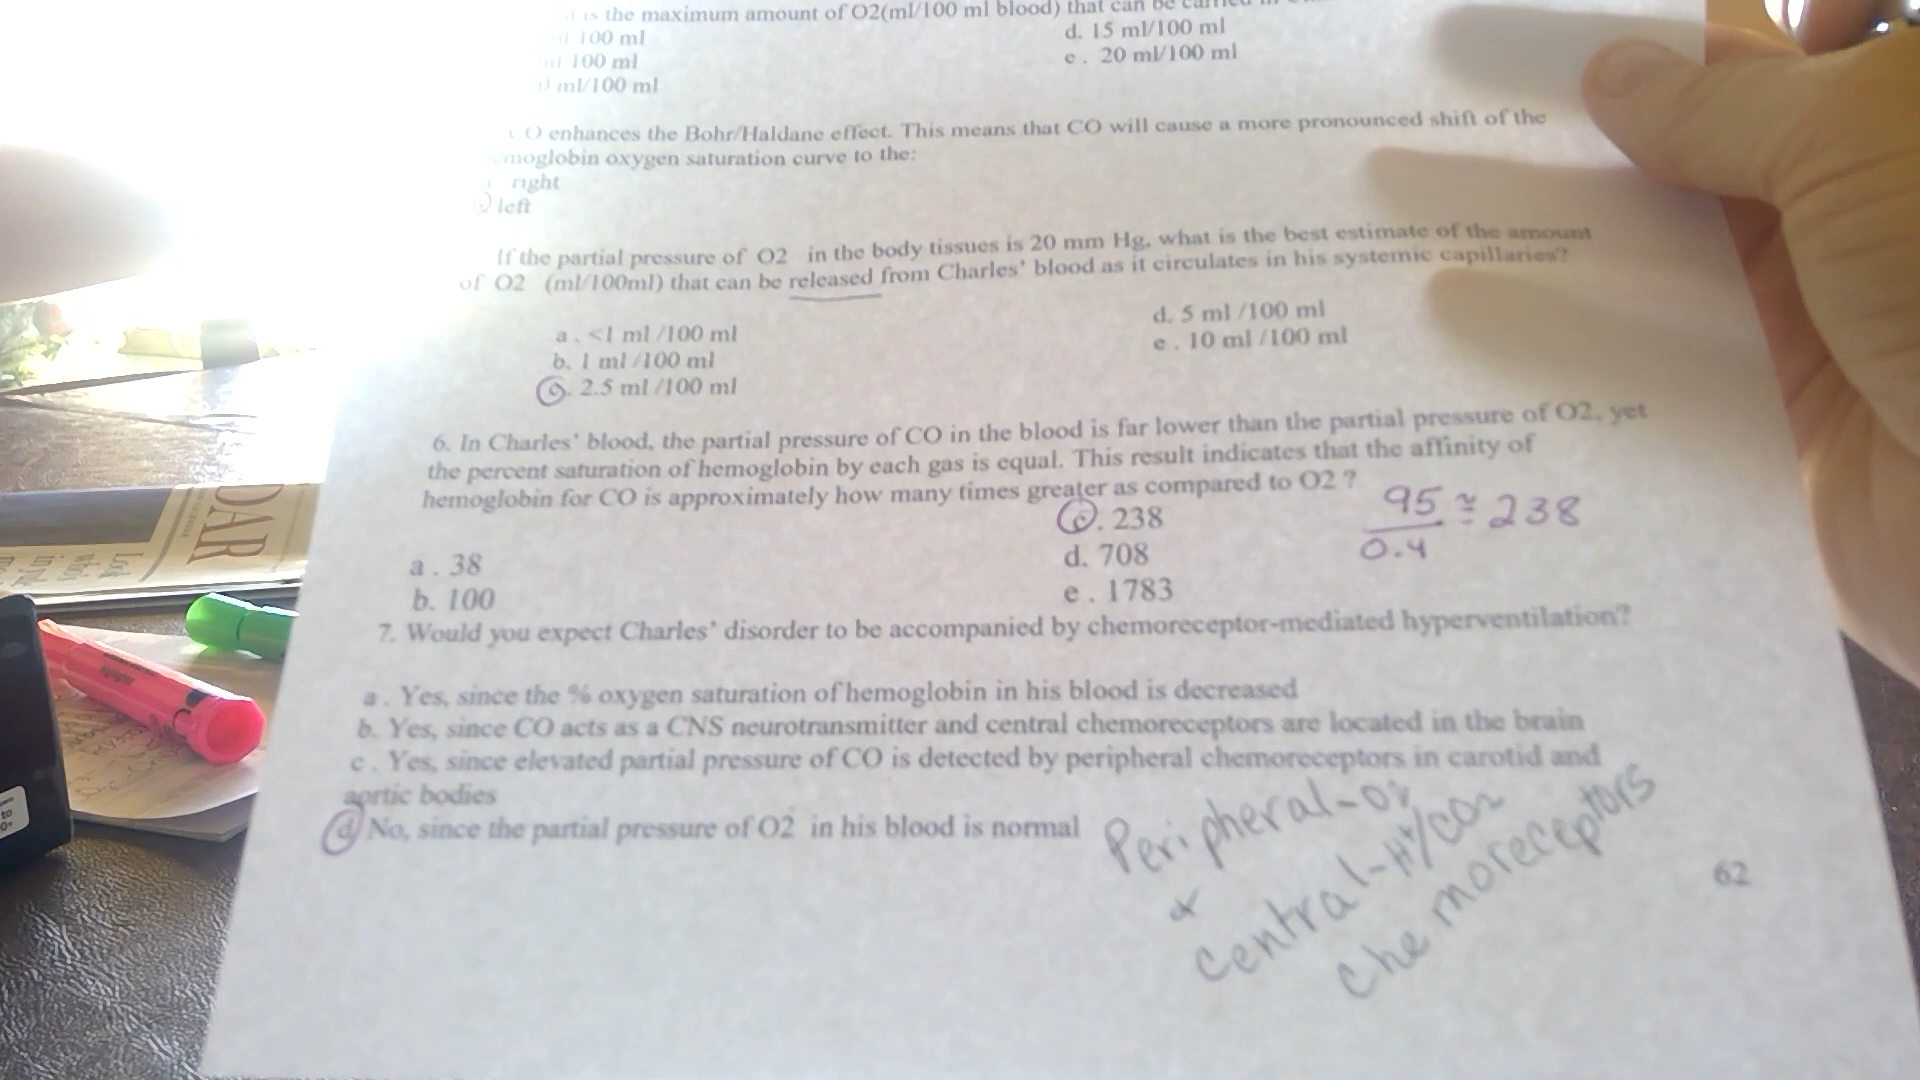 is the maximum amount of O2(ml/100 ml blood) that can be
100 ml
d. 15 ml/100 ml
100 ml
e. 20 ml/100 ml
ml/100 ml
enhances the Bohr/Haldane effect. This means that CO will cause a more pronounced shift of the
oxygen saturation curve to the:
right
left
If the partial pressure of O2 in the body tissues is 20 mm Hg, what is the best estimate of the amount
of O2 (ml/100ml) that can be released from Charles' blood as it circulates in his systemic capillaries?
a. <1 ml/100 ml
d. 5 ml /100 ml
b. 1 ml/100 ml
e. 10 ml /100 ml
c. 2.5 ml/100 ml
6. In Charles' blood, the partial pressure of CO in the blood is far lower than the partial pressure of O2, yet
the percent saturation of hemoglobin by each gas is equal. This result indicates that the affinity of
hemoglobin for CO is approximately how many times greater as compared to O2 ?
c. 238
95/0.4 ≅ 238
a. 38
d. 708
b. 100
e. 1783
7. Would you expect Charles' disorder to be accompanied by chemoreceptor-mediated hyperventilation?
a. Yes, since the % oxygen saturation of hemoglobin in his blood is decreased
b. Yes, since CO acts as a CNS neurotransmitter and central chemoreceptors are located in the brain
c. Yes, since elevated partial pressure of CO is detected by peripheral chemoreceptors in carotid and
aortic bodies
d No, since the partial pressure of O2 in his blood is normal
Peripheral-O2
&
Central-H+/CO2
Chemoreceptors
62
DAR
Look
who's